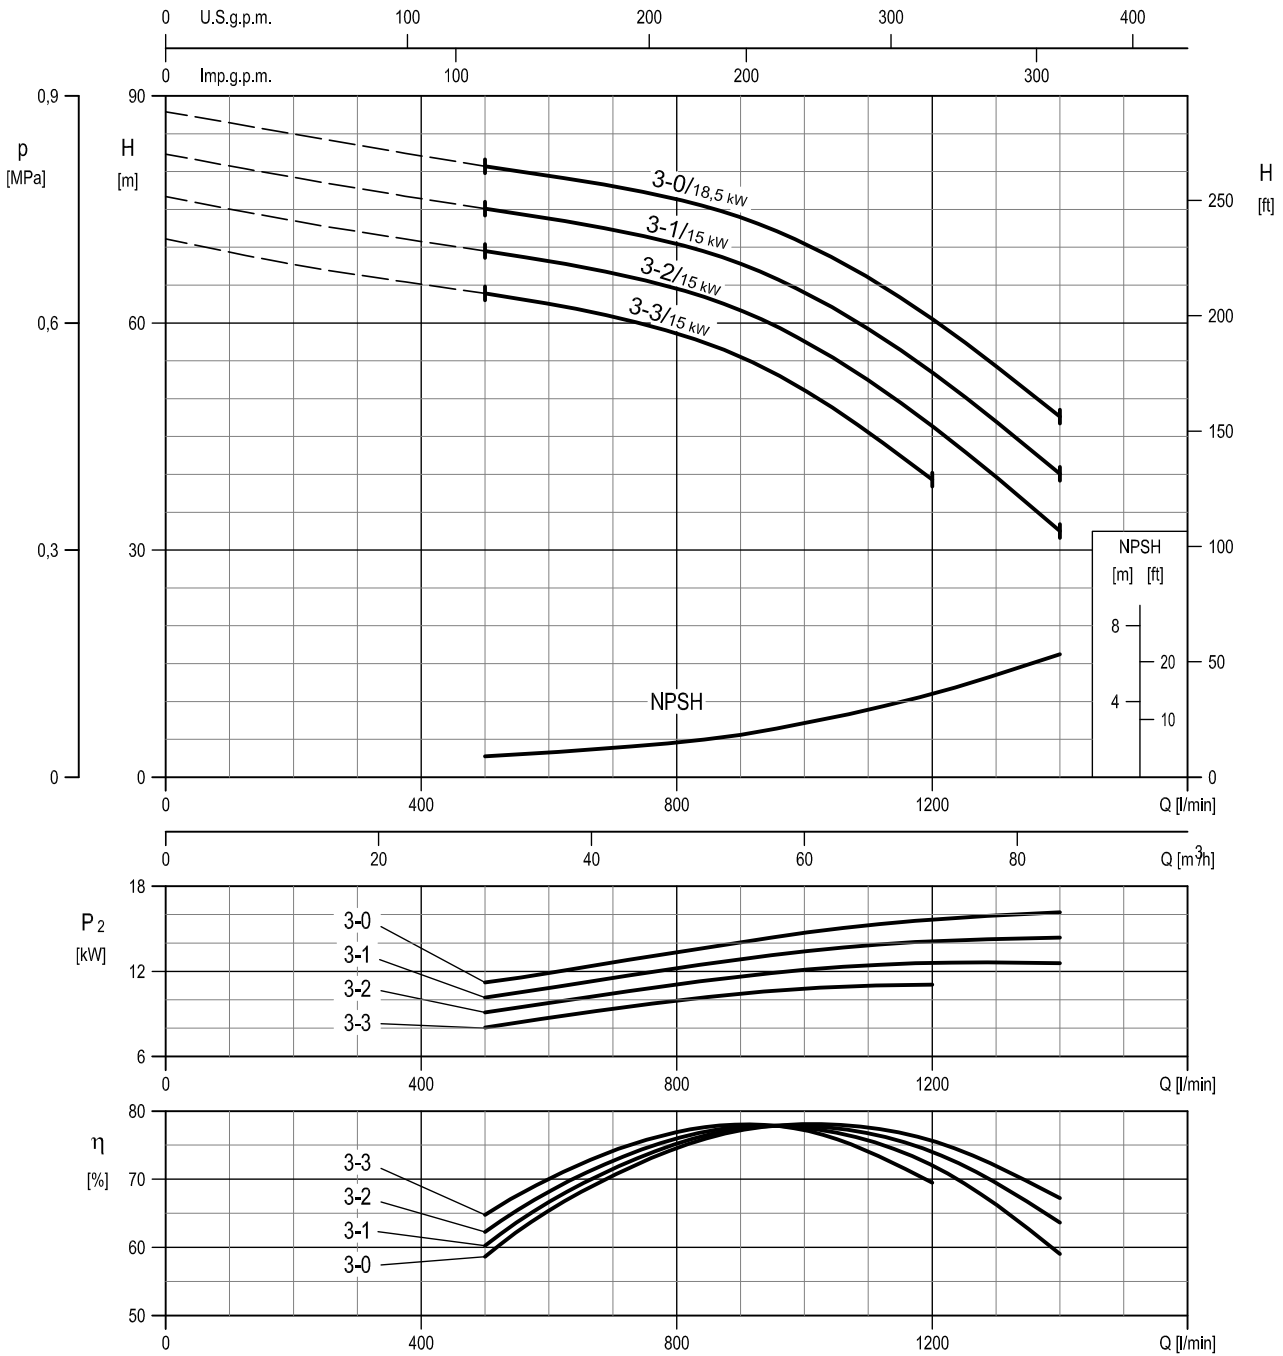 0 U.S.g.p.m. 100 200 300 400
0 Imp.g.p.m. 100 200 300
0,9 90
p H
[MPa] [m]
H
[ft]
250
3-0/18,5 kW
3-1/15 kW
3-2/15 kW
3-3/15 kW
0,6 60 200
150
0,3 30 100
NPSH
[m] [ft]
8
20 50
NPSH 4
10
0 0 0
0 400 800 1200 Q [l/min]
0 20 40 60 80 Q [m³/h]
18
P2
[kW]
3-0
3-1
12
3-2
3-3
6
0 400 800 1200 Q [l/min]
80
η
[%]
3-3
70
3-2
3-1
60
3-0
50
0 400 800 1200 Q [l/min]